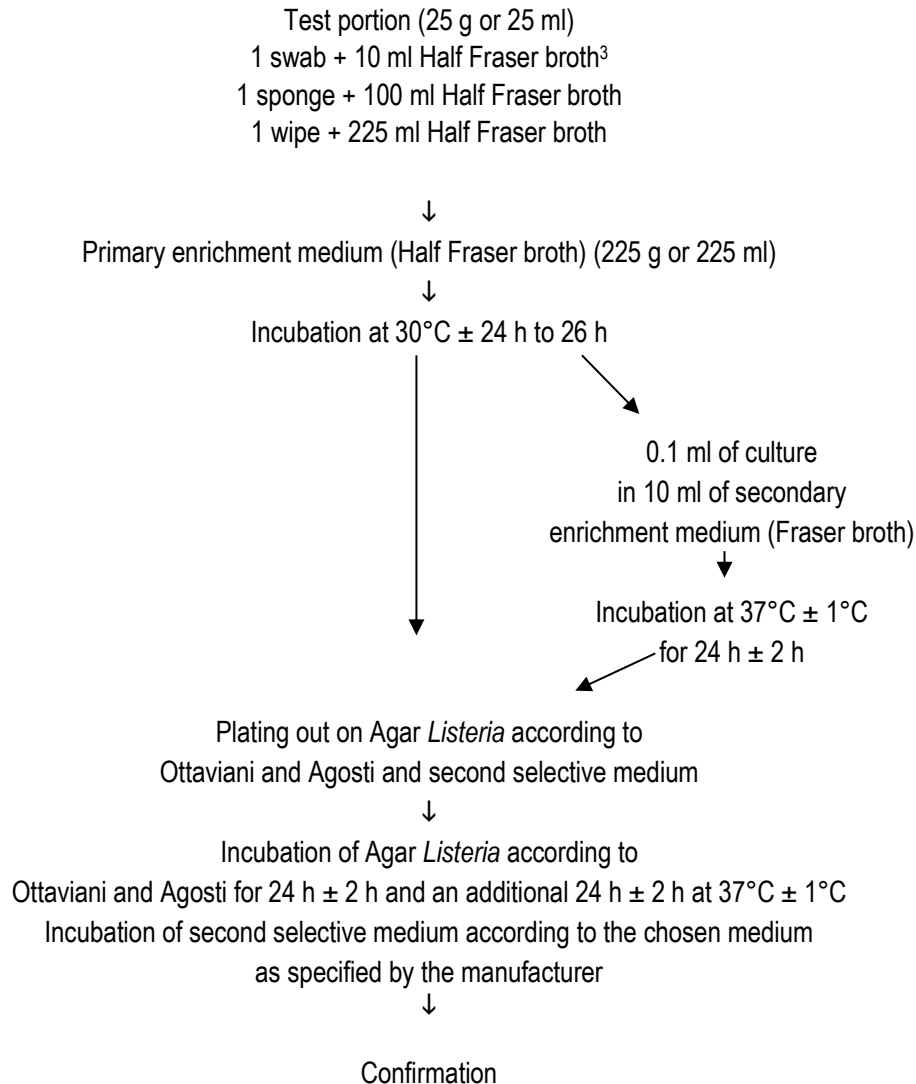 Test portion (25 g or 25 ml)
1 swab + 10 ml Half Fraser broth³
1 sponge + 100 ml Half Fraser broth
1 wipe + 225 ml Half Fraser broth
↓
Primary enrichment medium (Half Fraser broth) (225 g or 225 ml)
↓
Incubation at 30°C ± 24 h to 26 h
0.1 ml of culture
in 10 ml of secondary
enrichment medium (Fraser broth)
Incubation at 37°C ± 1°C
for 24 h ± 2 h
Plating out on Agar Listeria according to
Ottaviani and Agosti and second selective medium
↓
Incubation of Agar Listeria according to
Ottaviani and Agosti for 24 h ± 2 h and an additional 24 h ± 2 h at 37°C ± 1°C
Incubation of second selective medium according to the chosen medium
as specified by the manufacturer
↓
Confirmation